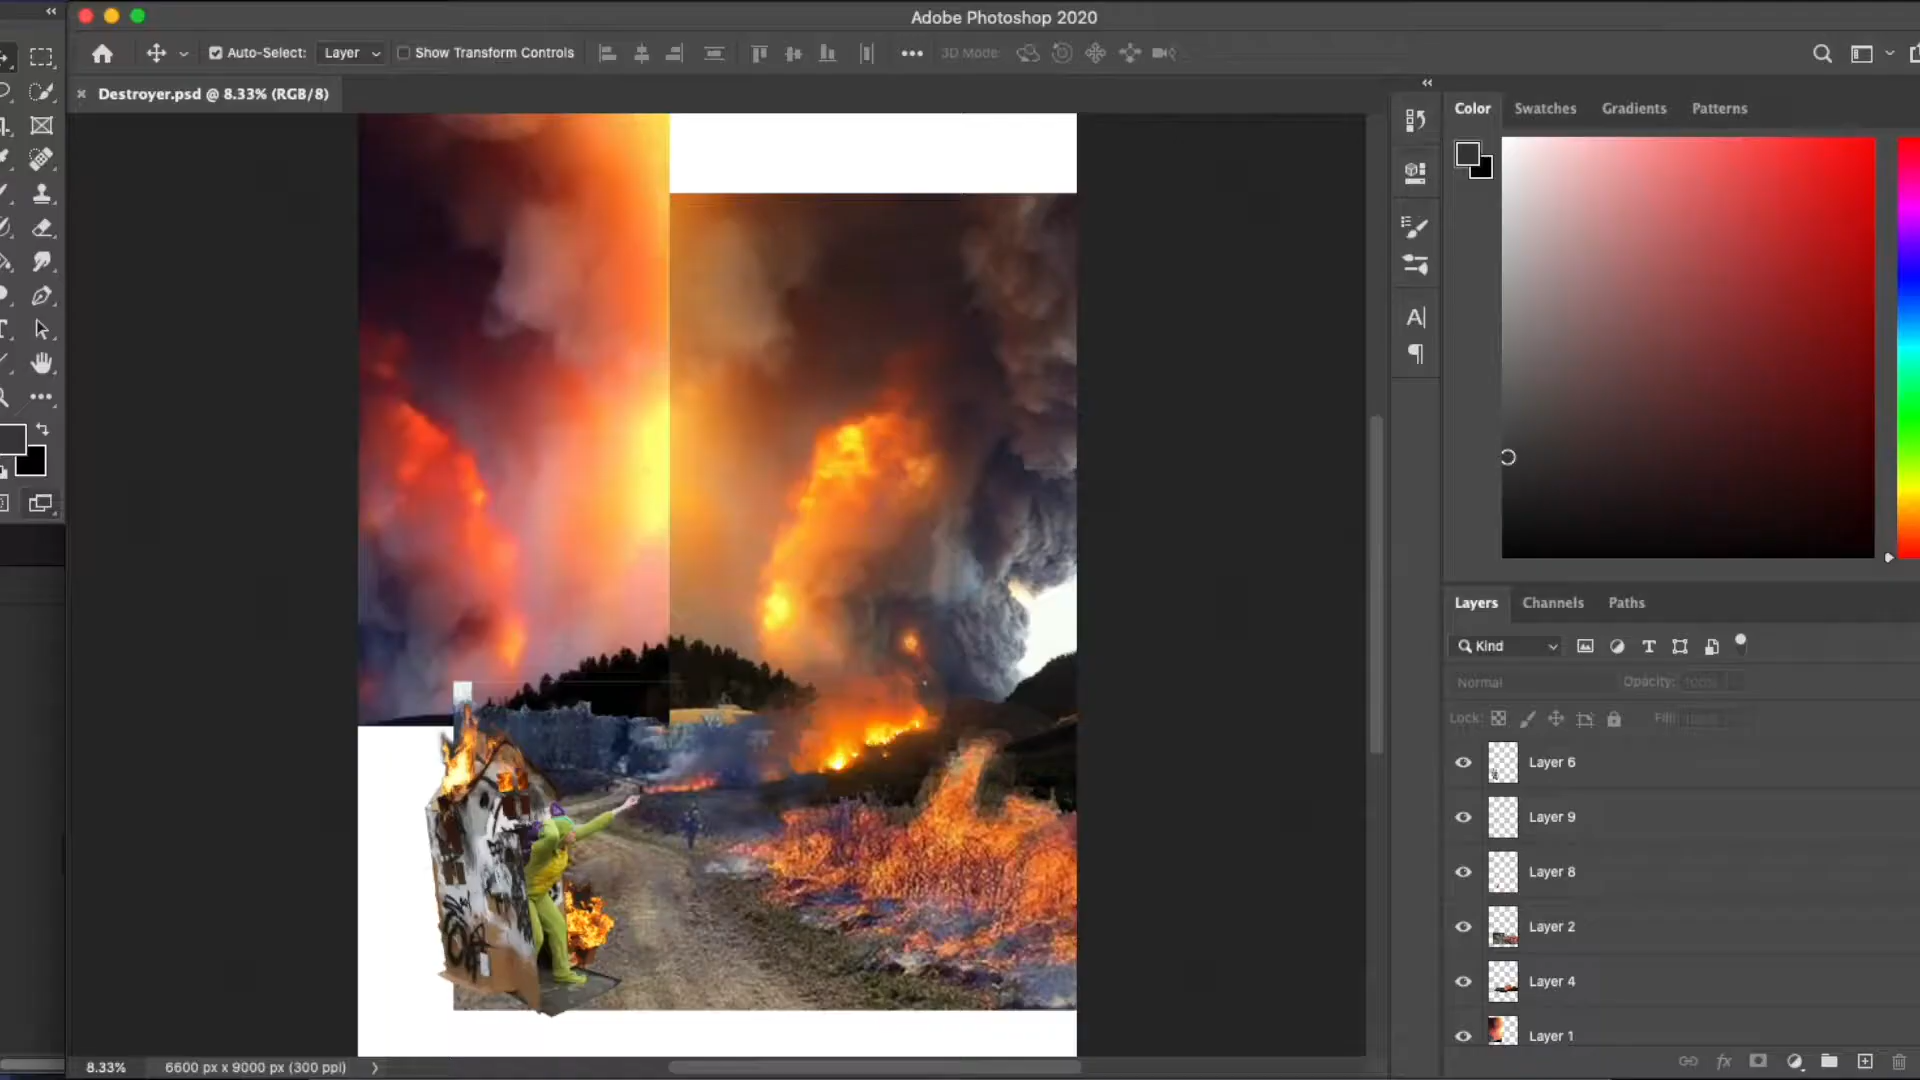 Adobe Photoshop 2020
Auto-Select: Layer Show Transform Controls 3D Mode:
Destroyer.psd @ 8.33% (RGB/8)
Color Swatches Gradients Patterns
Layers Channels Paths
Kind
Normal Opacity: 100%
Lock: Fill: 100%
Layer 6
Layer 9
Layer 8
Layer 2
Layer 4
Layer 1
8.33% 6600 px x 9000 px (300 ppi)